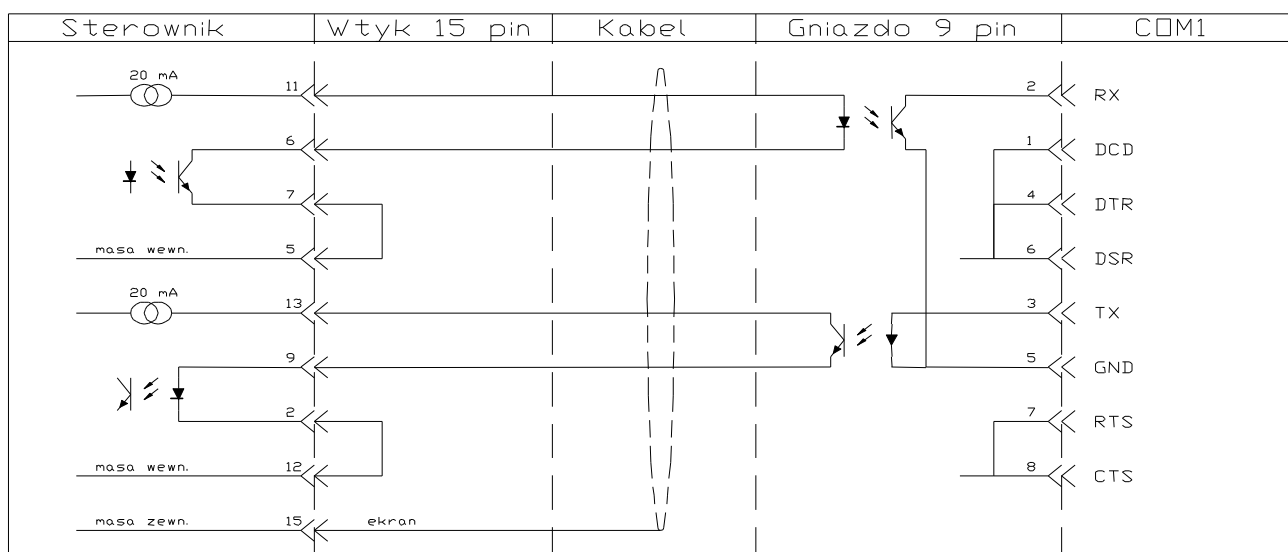 Sterownik Wtyk 15 pin Kabel Gniazdo 9 pin COM1
20 mA 11 2 RX
6 1 DCD
7 4 DTR
masa wewn. 5 6 DSR
20 mA 13 3 TX
9 5 GND
2 7 RTS
masa wewn. 12 8 CTS
masa zewn. 15 ekran